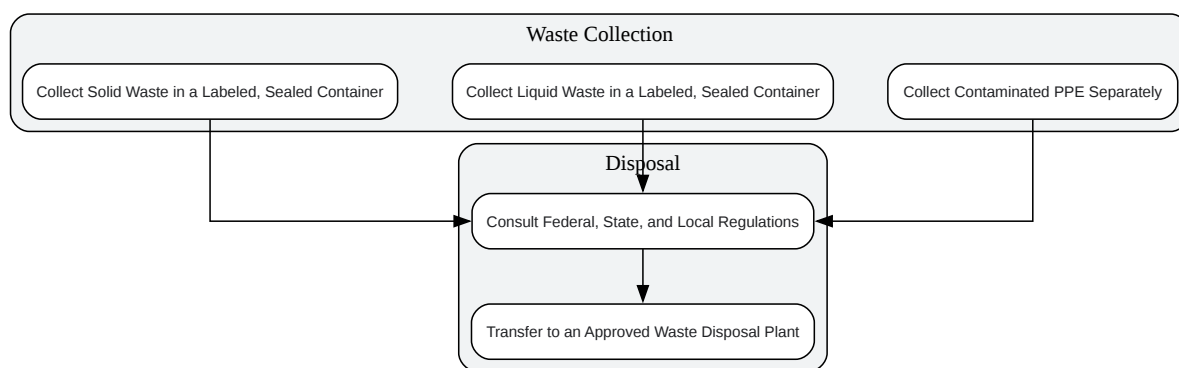 Waste Collection
Collect Solid Waste in a Labeled, Sealed Container
Collect Liquid Waste in a Labeled, Sealed Container
Collect Contaminated PPE Separately
Disposal
Consult Federal, State, and Local Regulations
Transfer to an Approved Waste Disposal Plant